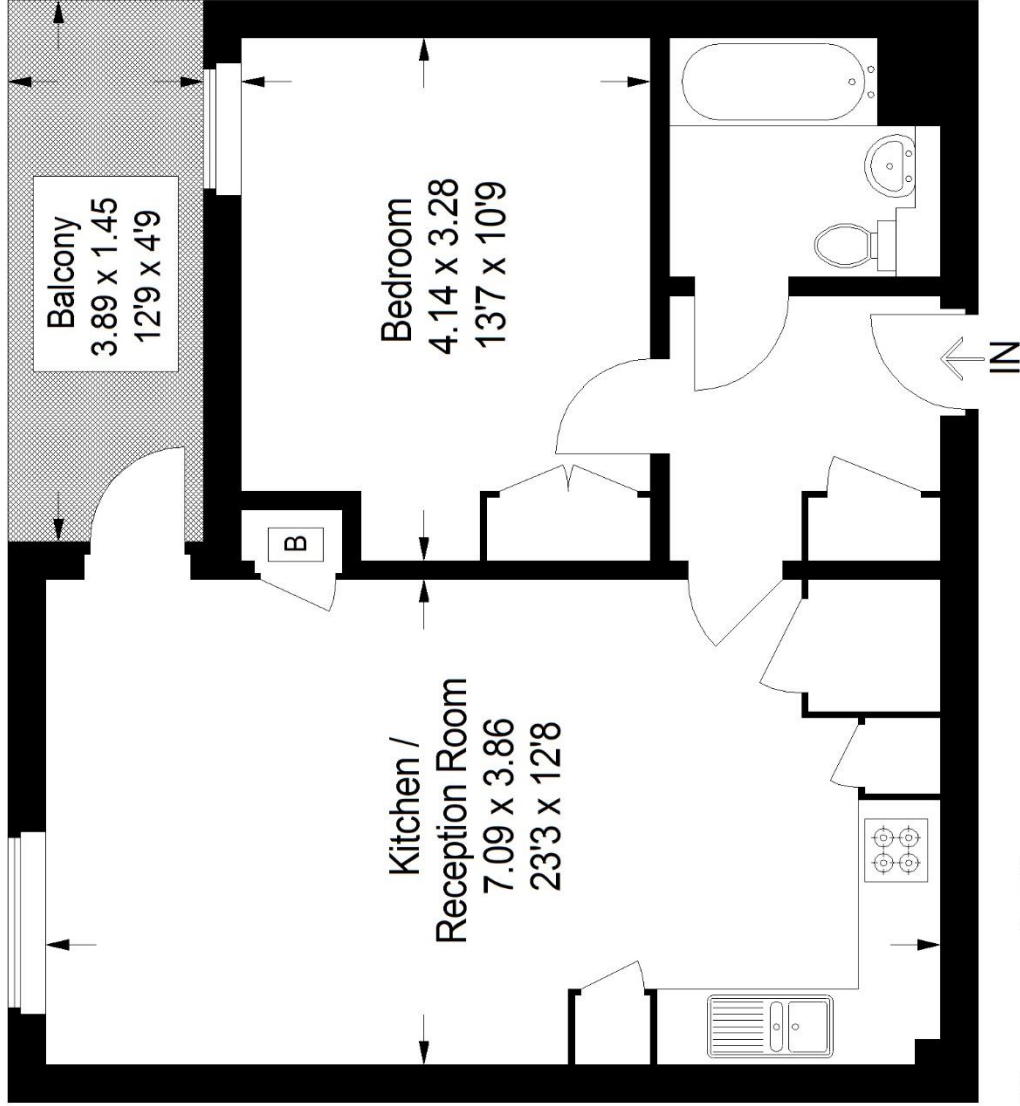 Balcony
3.89 x 1.45
12'9 x 4'9
Bedroom
4.14 x 3.28
13'7 x 10'9
B
Kitchen /
Reception Room
7.09 x 3.86
23'3 x 12'8
IN